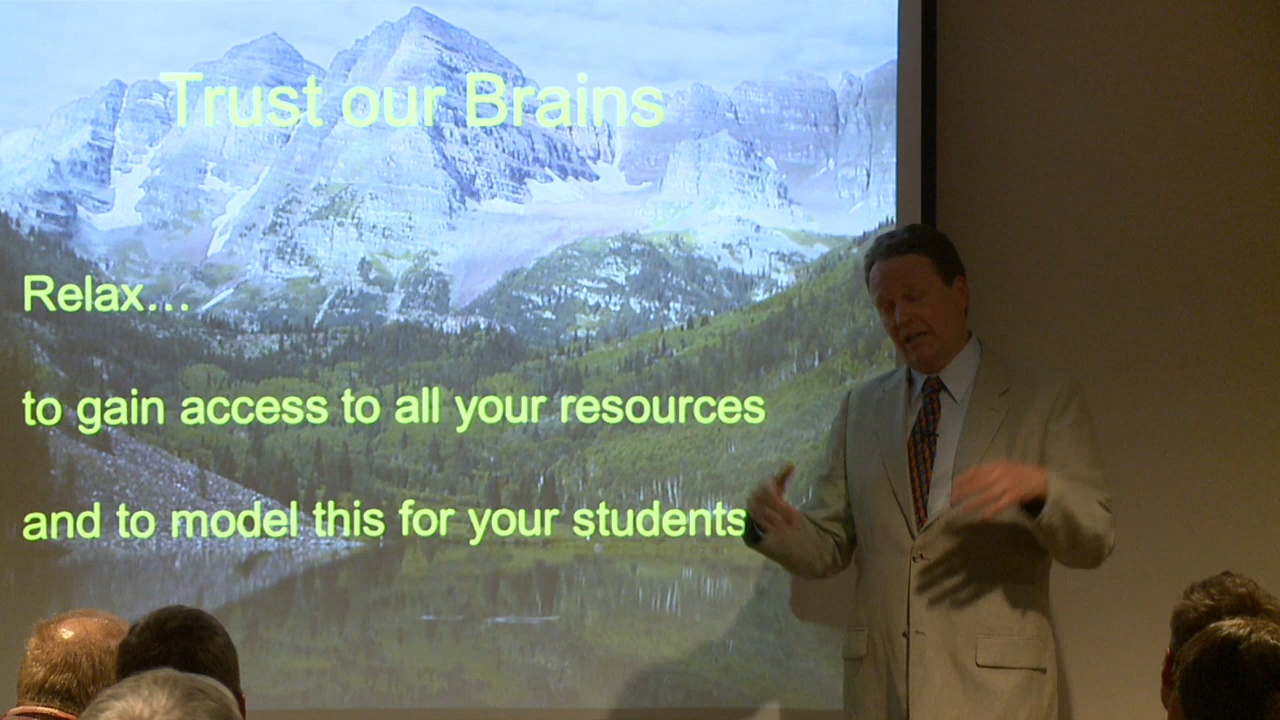 Trust our Brains
Relax...
to gain access to all your resources
and to model this for your students